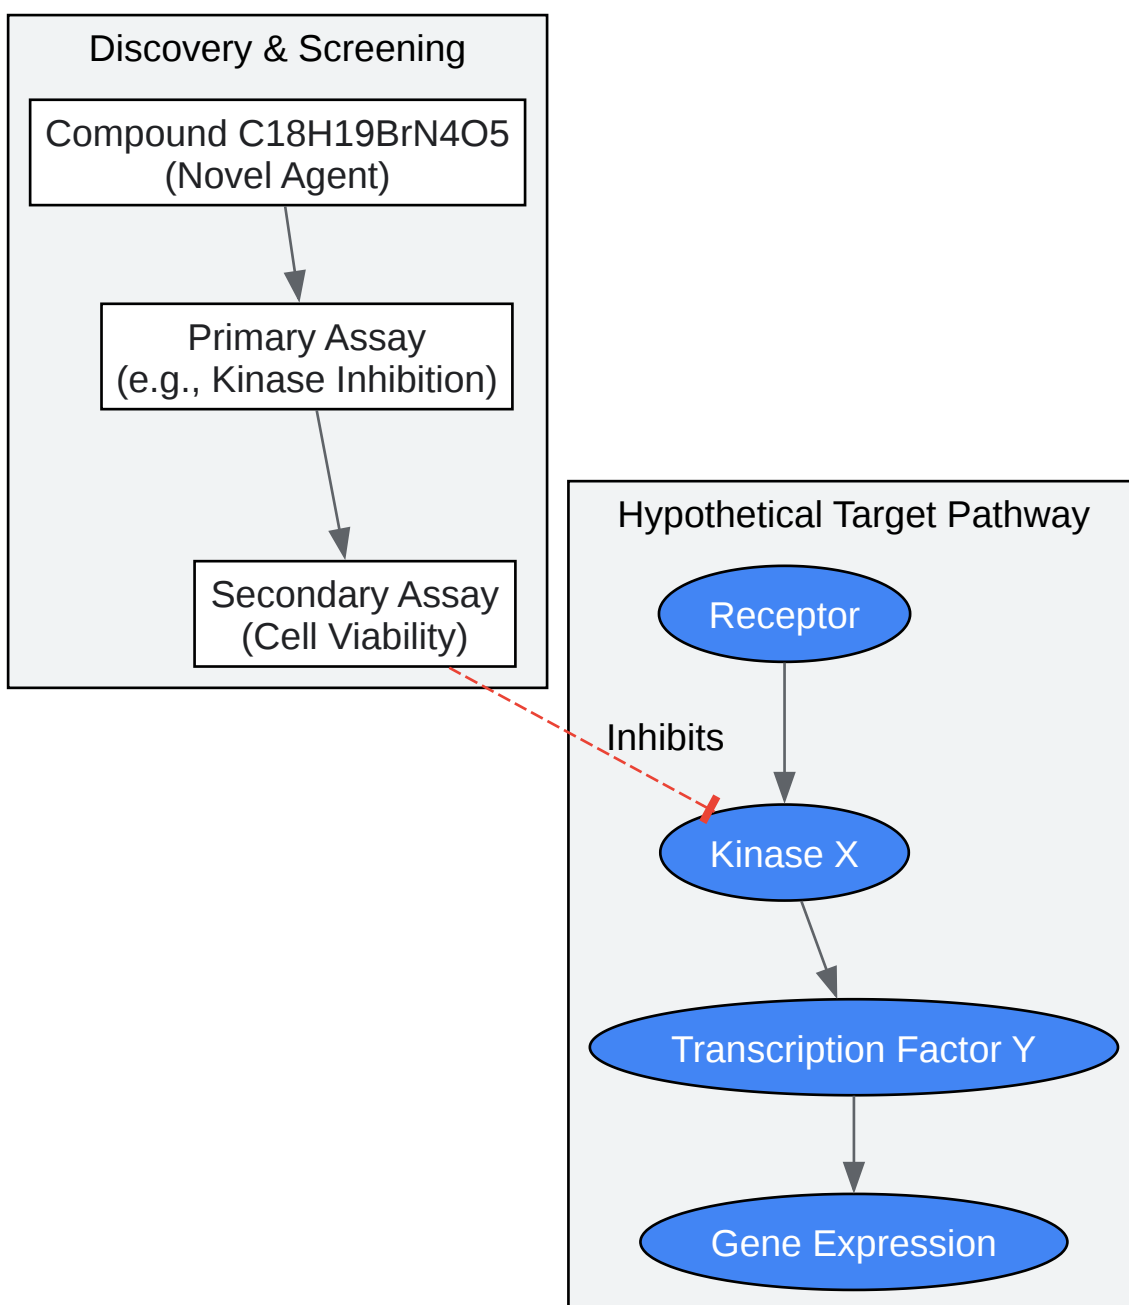 Discovery & Screening
Compound C18H19BrN4O5
(Novel Agent)
Primary Assay
(e.g., Kinase Inhibition)
Secondary Assay
(Cell Viability)
Hypothetical Target Pathway
Receptor
Inhibits
Kinase X
Transcription Factor Y
Gene Expression